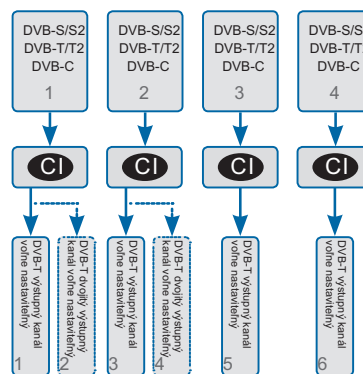 DVB-S/S2
DVB-T/T2
DVB-C
1
DVB-S/S2
DVB-T/T2
DVB-C
2
DVB-S/S2
DVB-T/T2
DVB-C
3
DVB-S/S
DVB-T/T
DVB-C
4
CI
CI
CI
CI
DVB-T výstupný kanál
voľne nastaviteľný
1
DVB-T dvojitý výstupný
kanál voľne nastaviteľný
2
DVB-T výstupný kanál
voľne nastaviteľný
3
DVB-T dvojitý výstupný
kanál voľne nastaviteľný
4
DVB-T výstupný kanál
voľne nastaviteľný
5
DVB-T výstupný kanál
voľne nastaviteľný
6